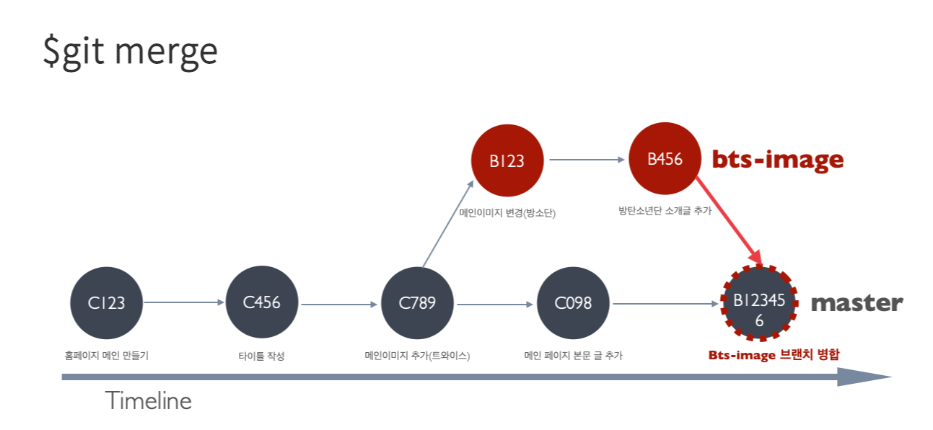 $git merge
B123
B456
bts-image
메인이미지 변경(방소단)
방탄소년단 소개글 추가
C123
C456
C789
C098
B12345
6
master
홈페이지 메인 만들기
타이틀 작성
메인이미지 추가(트와이스)
메인 페이지 본문 글 추가
Bts-image 브랜치 병합
Timeline